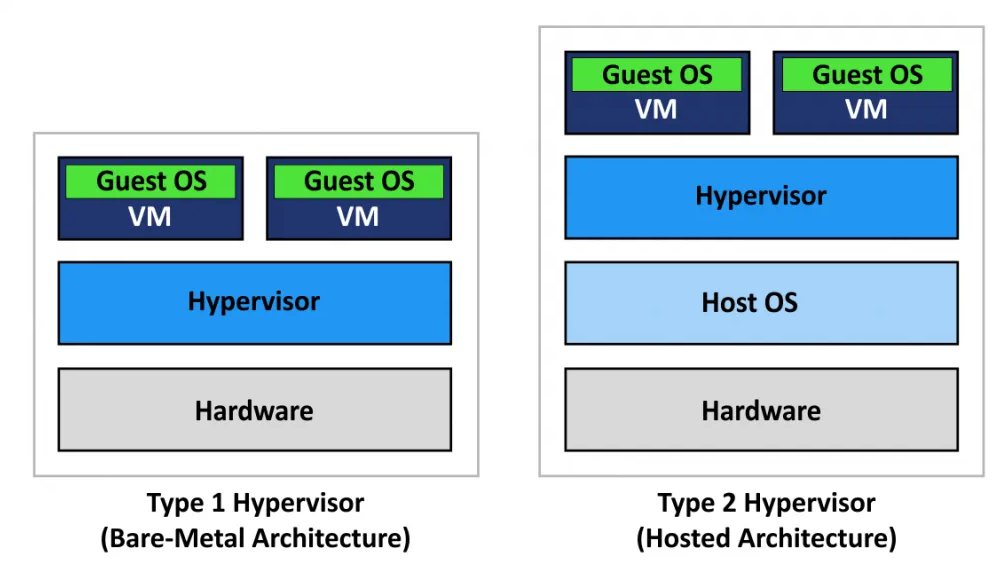 Guest OS
VM
Guest OS
VM
Hypervisor
Hardware
Type 1 Hypervisor
(Bare-Metal Architecture)
Guest OS
VM
Guest OS
VM
Hypervisor
Host OS
Hardware
Type 2 Hypervisor
(Hosted Architecture)